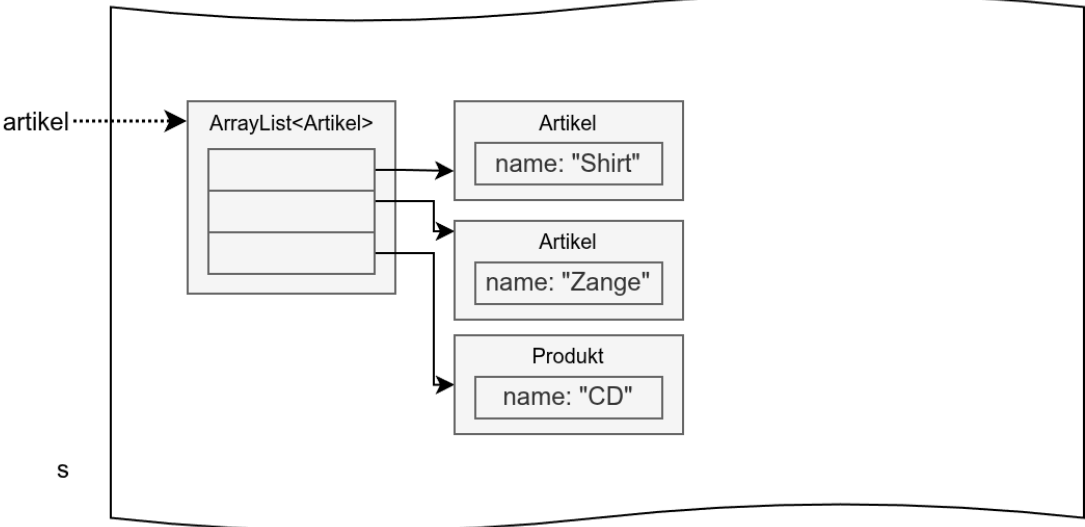 artikel
ArrayList<Artikel>
Artikel
name: "Shirt"
Artikel
name: "Zange"
Produkt
name: "CD"
s